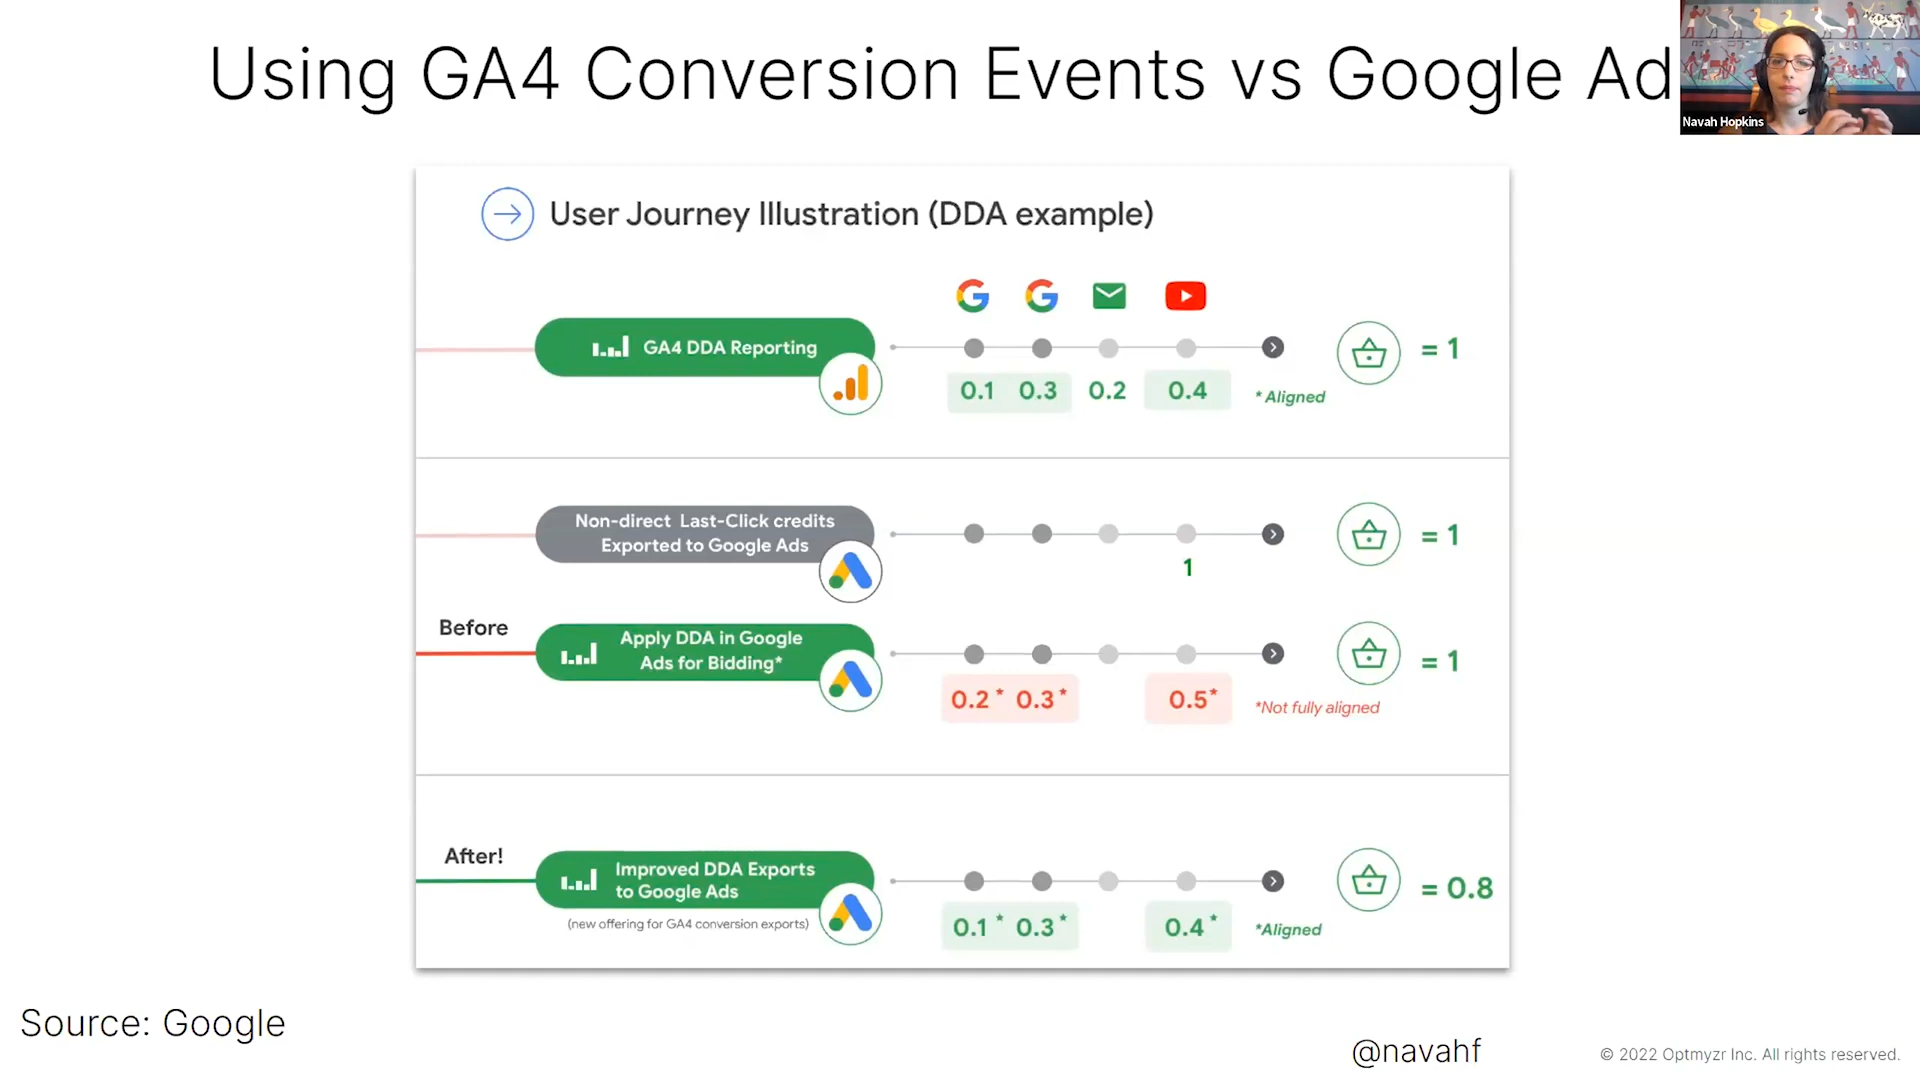 Using GA4 Conversion Events vs Google Ad
Navah Hopkins
User Journey Illustration (DDA example)
GA4 DDA Reporting
0.1 0.3 0.2 0.4
* Aligned
= 1
Non-direct Last-Click credits
Exported to Google Ads
1
= 1
Before
Apply DDA in Google
Ads for Bidding*
0.2 * 0.3 * 0.5 *
*Not fully aligned
= 1
After!
Improved DDA Exports
to Google Ads
(new offering for GA4 conversion exports)
0.1 * 0.3 * 0.4 *
*Aligned
= 0.8
Source: Google
@navahf
© 2022 Optmyzr Inc. All rights reserved.